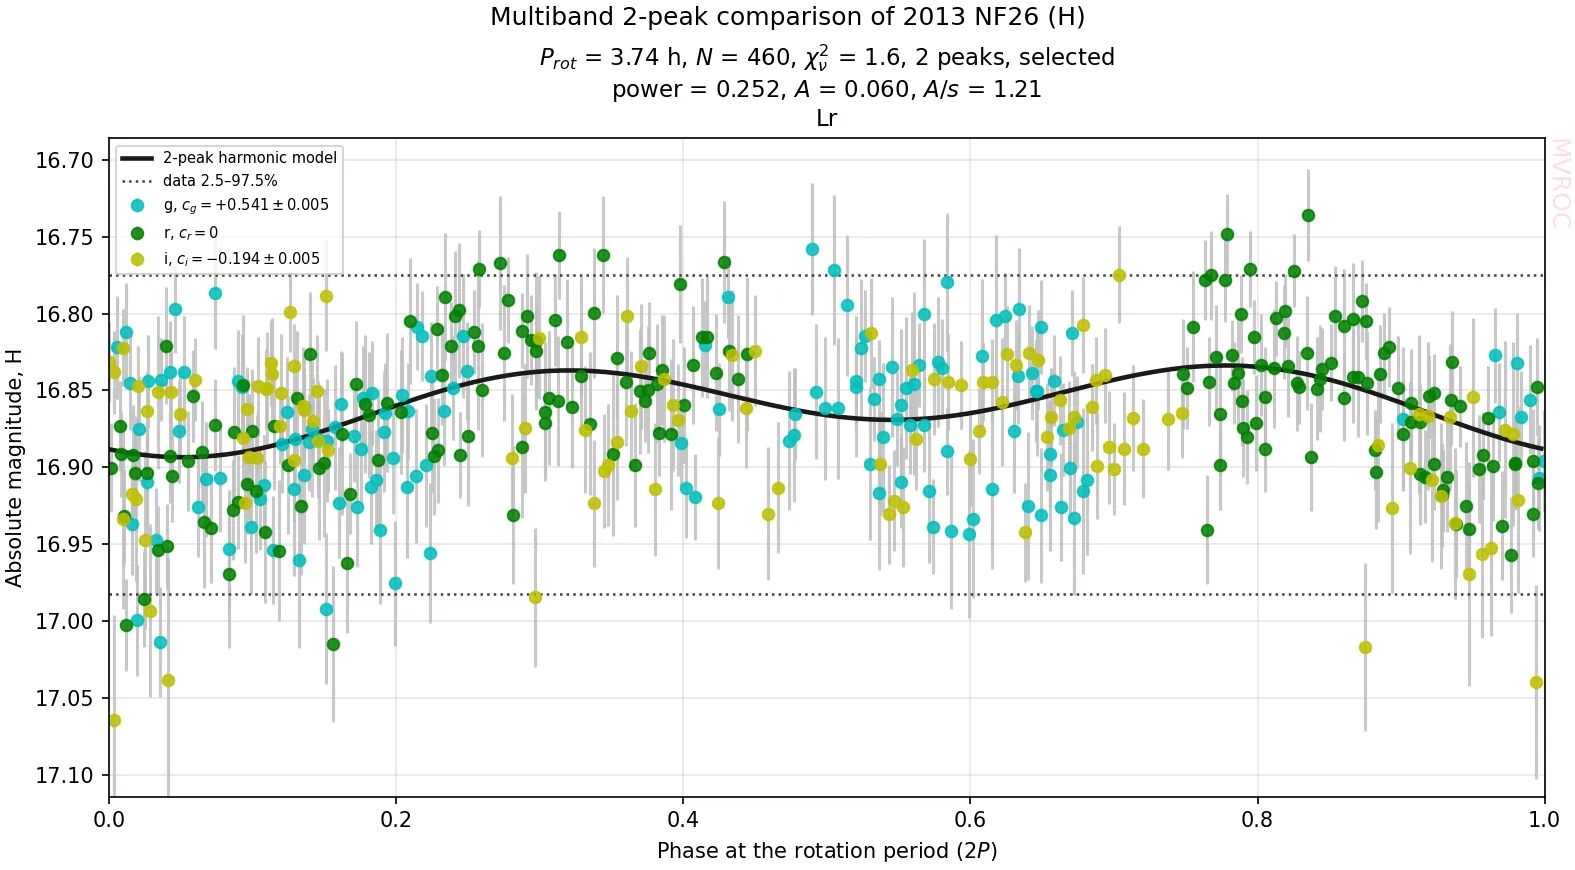 Multiband 2-peak comparison of 2013 NF26 (H)
P_rot = 3.74 h, N = 460, χ²_ν = 1.6, 2 peaks, selected
power = 0.252, A = 0.060, A/s = 1.21
Lr
2-peak harmonic model
data 2.5–97.5%
g, c_g = +0.541 ± 0.005
r, c_r = 0
i, c_i = −0.194 ± 0.005
MVROC
Absolute magnitude, H
16.70
16.75
16.80
16.85
16.90
16.95
17.00
17.05
17.10
0.0 0.2 0.4 0.6 0.8 1.0
Phase at the rotation period (2P)